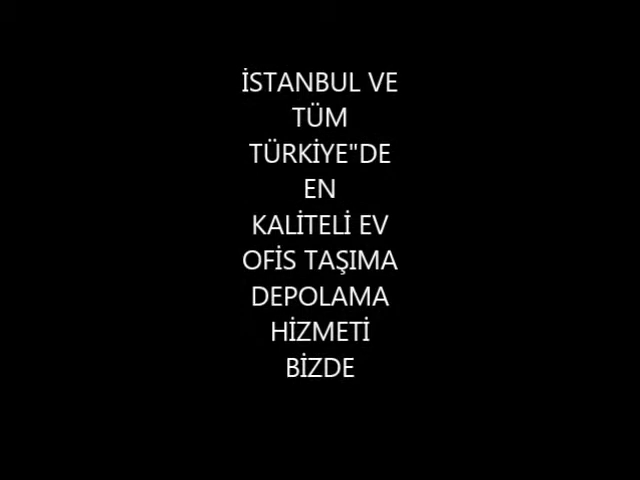 İSTANBUL VE
TÜM
TÜRKİYE"DE
EN
KALİTELİ EV
OFİS TAŞIMA
DEPOLAMA
HİZMETİ
BİZDE